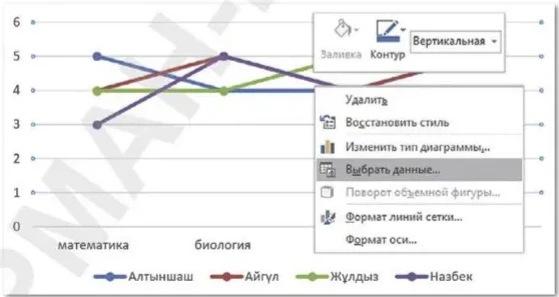 6
5
4
3
2
1
0
математика
биология
Заливка
Контур
Вертикальная
Удалить
Восстановить стиль
Изменить тип диаграммы...
Выбрать данные...
Поворот объемной фигуры...
Формат линий сетки...
Формат оси...
Алтыншаш
Айгүл
Жұлдыз
Назбек